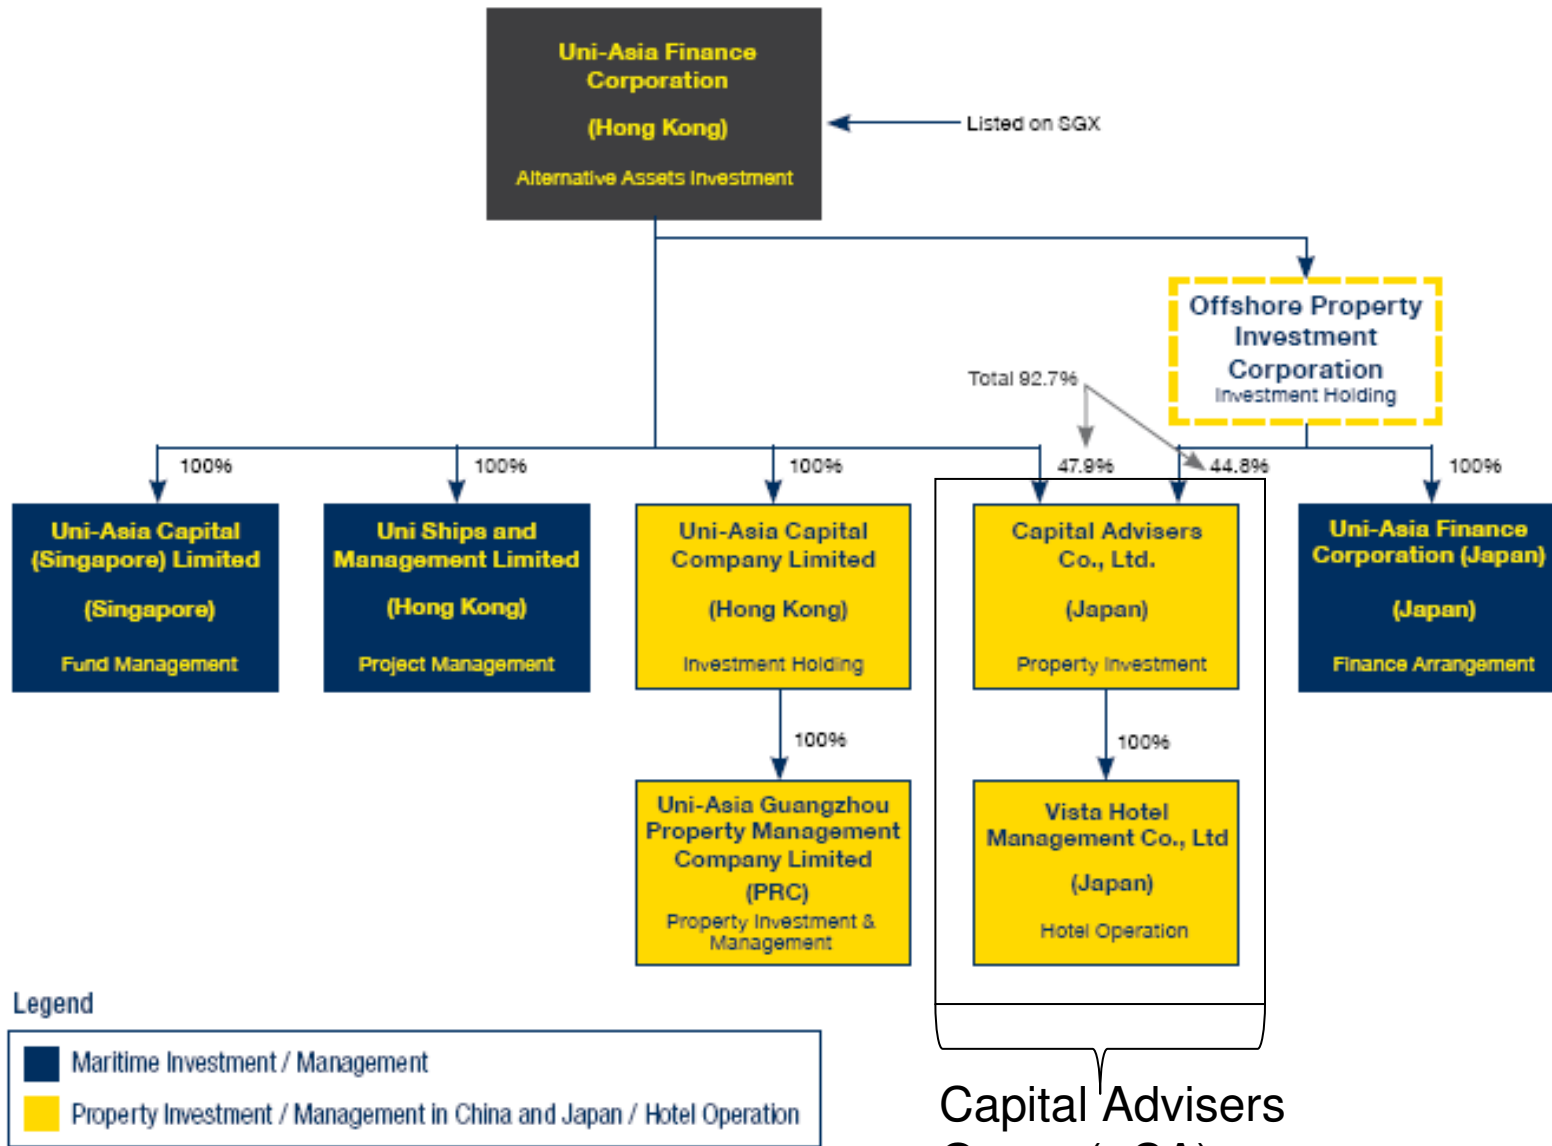 Uni-Asia Finance
Corporation
(Hong Kong)
Alternative Assets Investment
Listed on SGX
Offshore Property
Investment
Corporation
Investment Holding
Total 92.7%
100%
100%
100%
47.9%
44.8%
100%
Uni-Asia Capital
(Singapore) Limited
(Singapore)
Fund Management
Uni Ships and
Management Limited
(Hong Kong)
Project Management
Uni-Asia Capital
Company Limited
(Hong Kong)
Investment Holding
Capital Advisers
Co., Ltd.
(Japan)
Property Investment
Uni-Asia Finance
Corporation (Japan)
(Japan)
Finance Arrangement
100%
100%
Uni-Asia Guangzhou
Property Management
Company Limited
(PRC)
Property Investment &
Management
Vista Hotel
Management Co., Ltd
(Japan)
Hotel Operation
Legend
Maritime Investment / Management
Property Investment / Management in China and Japan / Hotel Operation
Capital Advisers